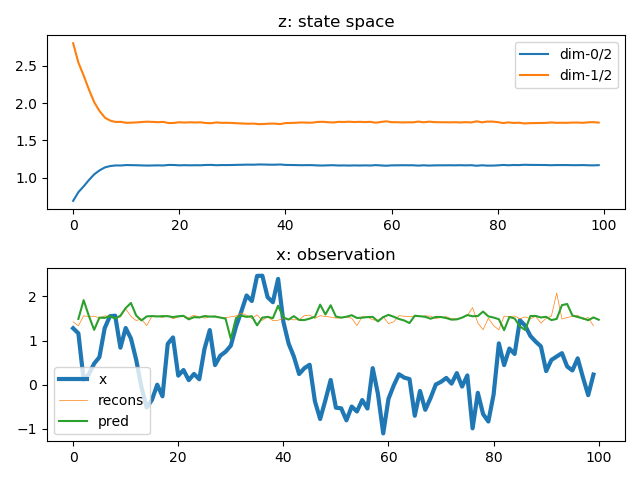 z: state space
2.5
2.0
1.5
1.0
dim-0/2
dim-1/2
0 20 40 60 80 100
x: observation
2
1
0
−1
x
recons
pred
0 20 40 60 80 100